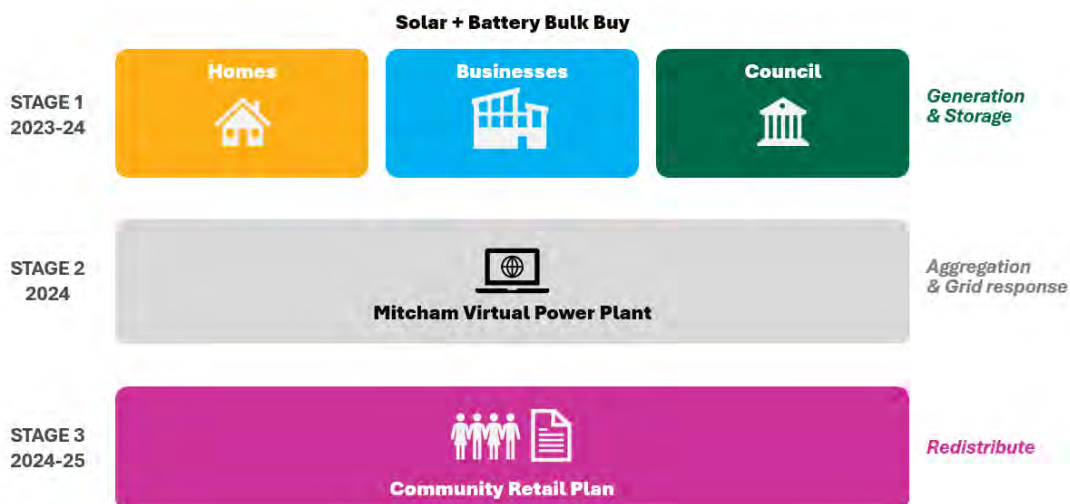 Solar + Battery Bulk Buy
Homes
Businesses
Council
STAGE 1
2023-24
Generation
& Storage
STAGE 2
2024
Mitcham Virtual Power Plant
Aggregation
& Grid response
STAGE 3
2024-25
Community Retail Plan
Redistribute